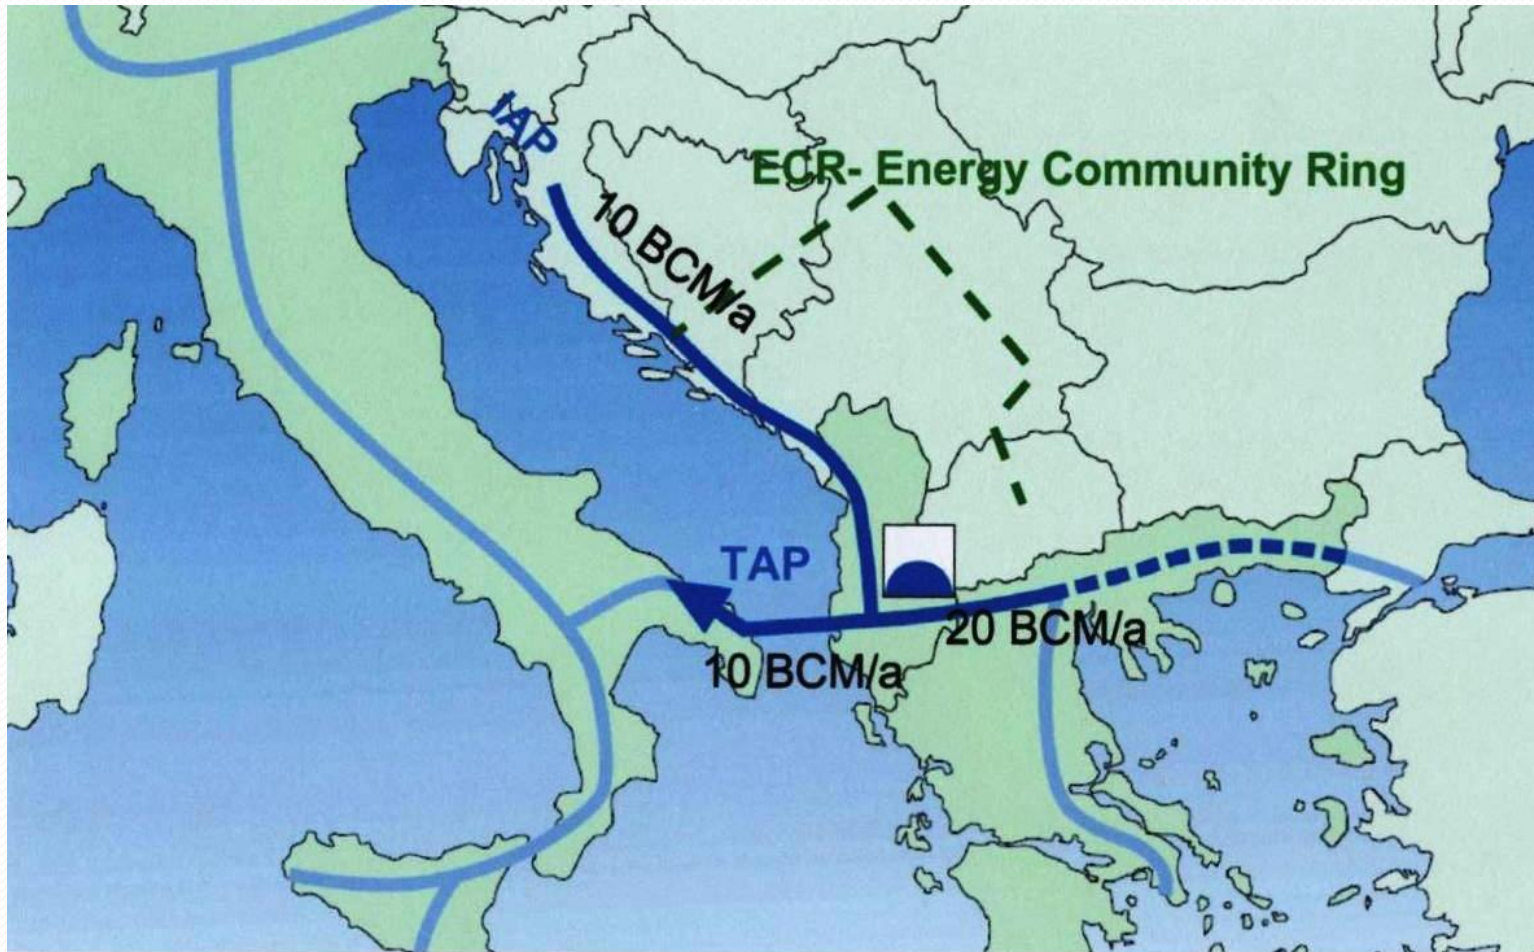 IAP
ECR- Energy Community Ring
10 BCM/a
TAP
20 BCM/a
10 BCM/a